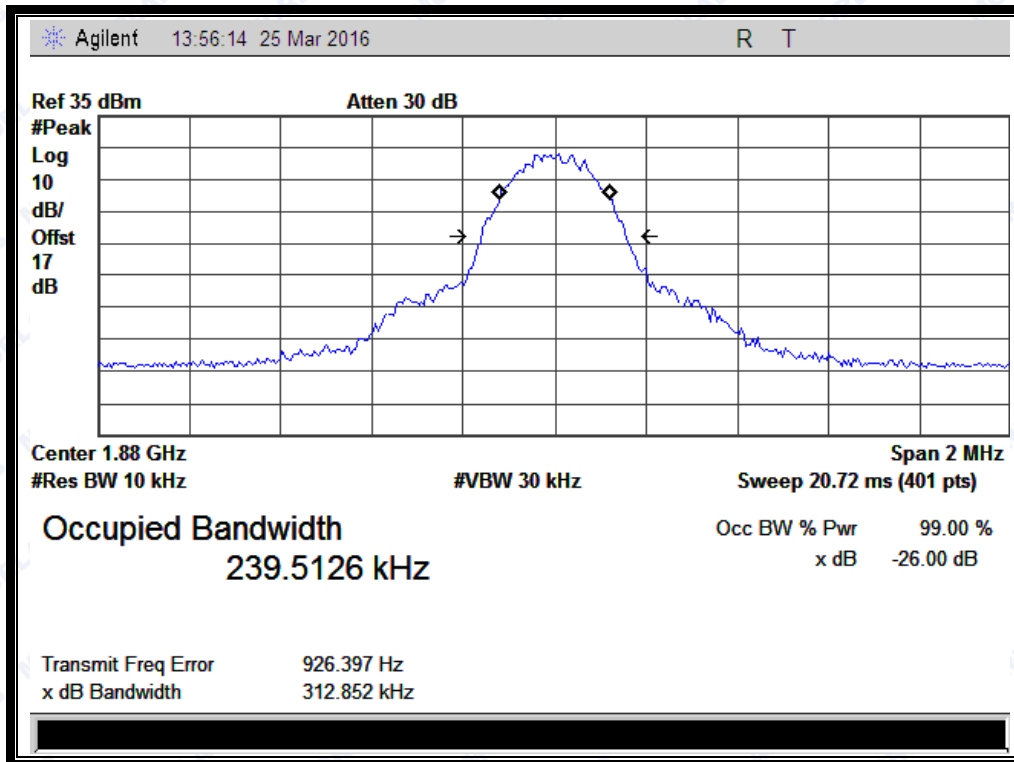 Agilent 13:56:14 25 Mar 2016 R T
Ref 35 dBm Atten 30 dB
#Peak
Log
10
dB/
Offst
17
dB
Center 1.88 GHz Span 2 MHz
#Res BW 10 kHz #VBW 30 kHz Sweep 20.72 ms (401 pts)
Occupied Bandwidth Occ BW % Pwr 99.00 %
239.5126 kHz x dB -26.00 dB
Transmit Freq Error 926.397 Hz
x dB Bandwidth 312.852 kHz